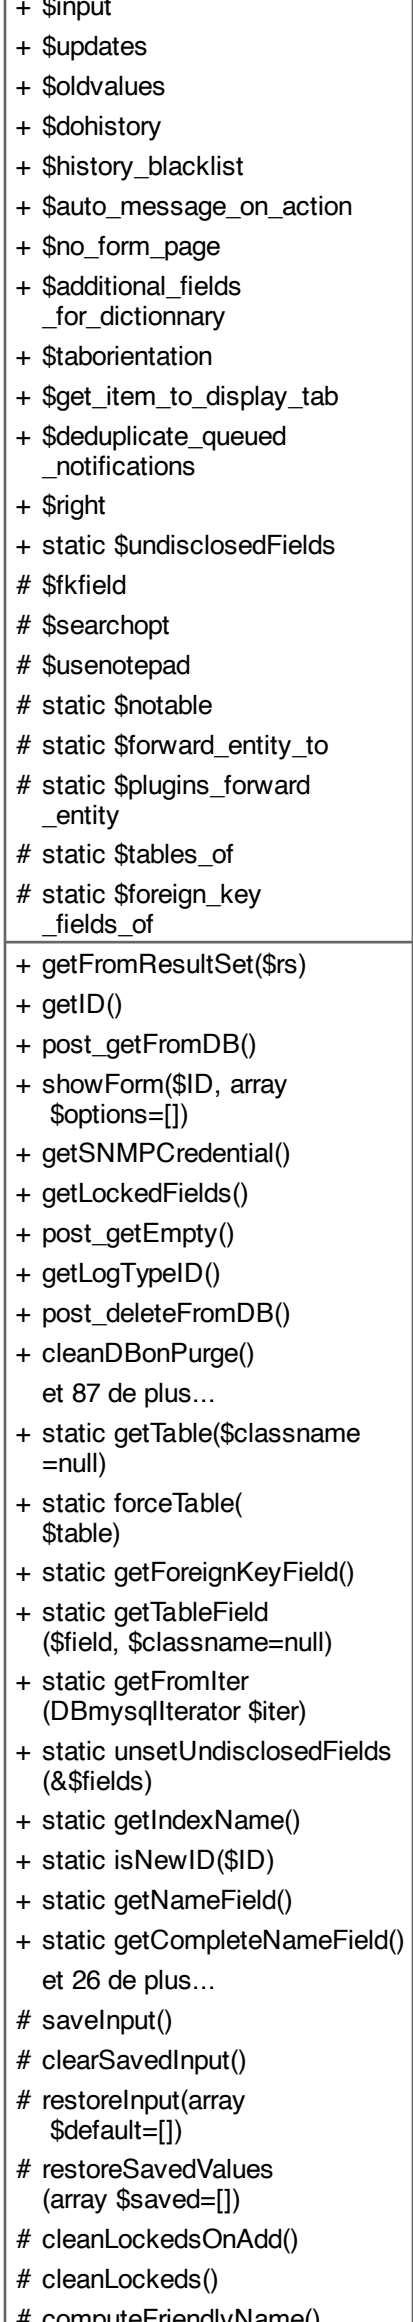 + $input
+ $updates
+ $oldvalues
+ $dohistory
+ $history_blacklist
+ $auto_message_on_action
+ $no_form_page
+ $additional_fields
_for_dictionnary
+ $taborientation
+ $get_item_to_display_tab
+ $deduplicate_queued
_notifications
+ $right
+ static $undisclosedFields
# $fkfield
# $searchopt
# $usenotepad
# static $notable
# static $forward_entity_to
# static $plugins_forward
_entity
# static $tables_of
# static $foreign_key
_fields_of
+ getFromResultSet($rs)
+ getID()
+ post_getFromDB()
+ showForm($ID, array
$options=[])
+ getSNMPCredential()
+ getLockedFields()
+ post_getEmpty()
+ getLogTypeID()
+ post_deleteFromDB()
+ cleanDBonPurge()
et 87 de plus...
+ static getTable($classname
=null)
+ static forceTable(
$table)
+ static getForeignKeyField()
+ static getTableField
($field, $classname=null)
+ static getFromIter
(DBmysqlIterator $iter)
+ static unsetUndisclosedFields
(&$fields)
+ static getIndexName()
+ static isNewID($ID)
+ static getNameField()
+ static getCompleteNameField()
et 26 de plus...
# saveInput()
# clearSavedInput()
# restoreInput(array
$default=[])
# restoreSavedValues
(array $saved=[])
# cleanLockedsOnAdd()
# cleanLockeds()
# computeFriendlyName()